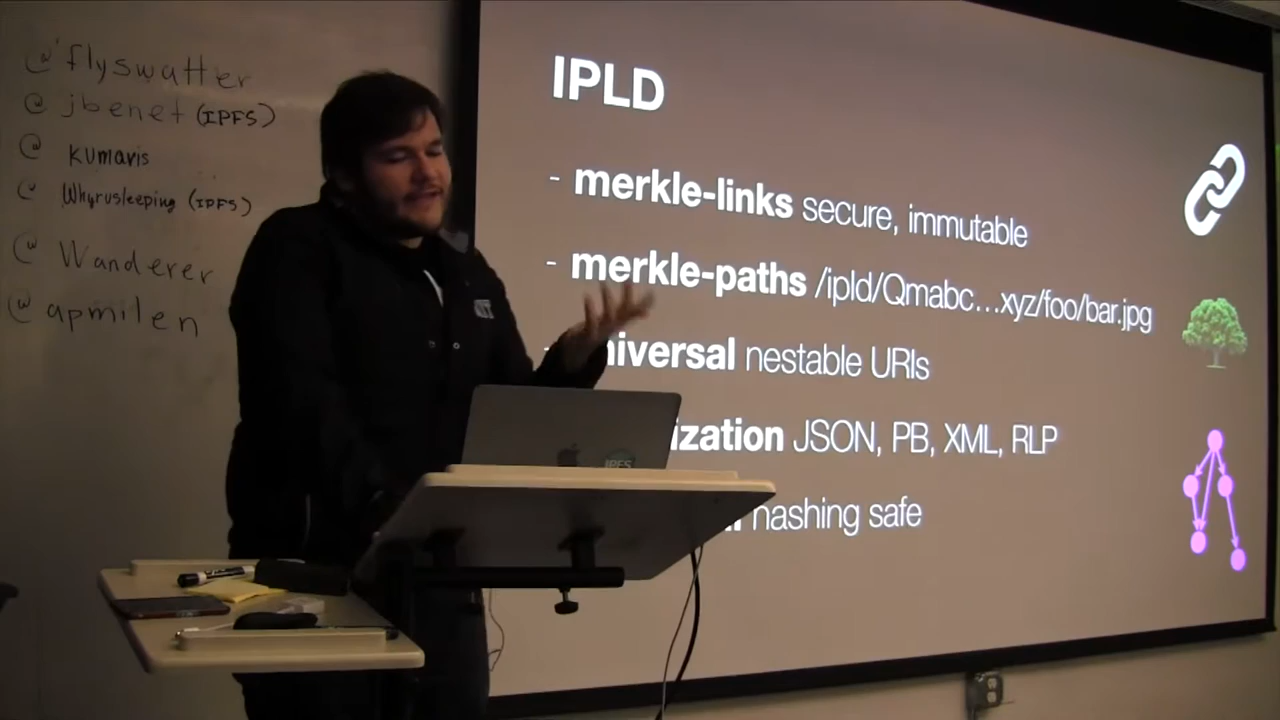 @flyswatter
@jbenet (IPFS)
@ kumavis
@ Whyrusleeping (IPFS)
@ Wanderer
@apmilen
IPLD
- merkle-links secure, immutable
- merkle-paths /ipld/Qmabc...xyz/foo/bar.jpg
niversal nestable URIs
ization JSON, PB, XML, RLP
hashing safe
IPFS